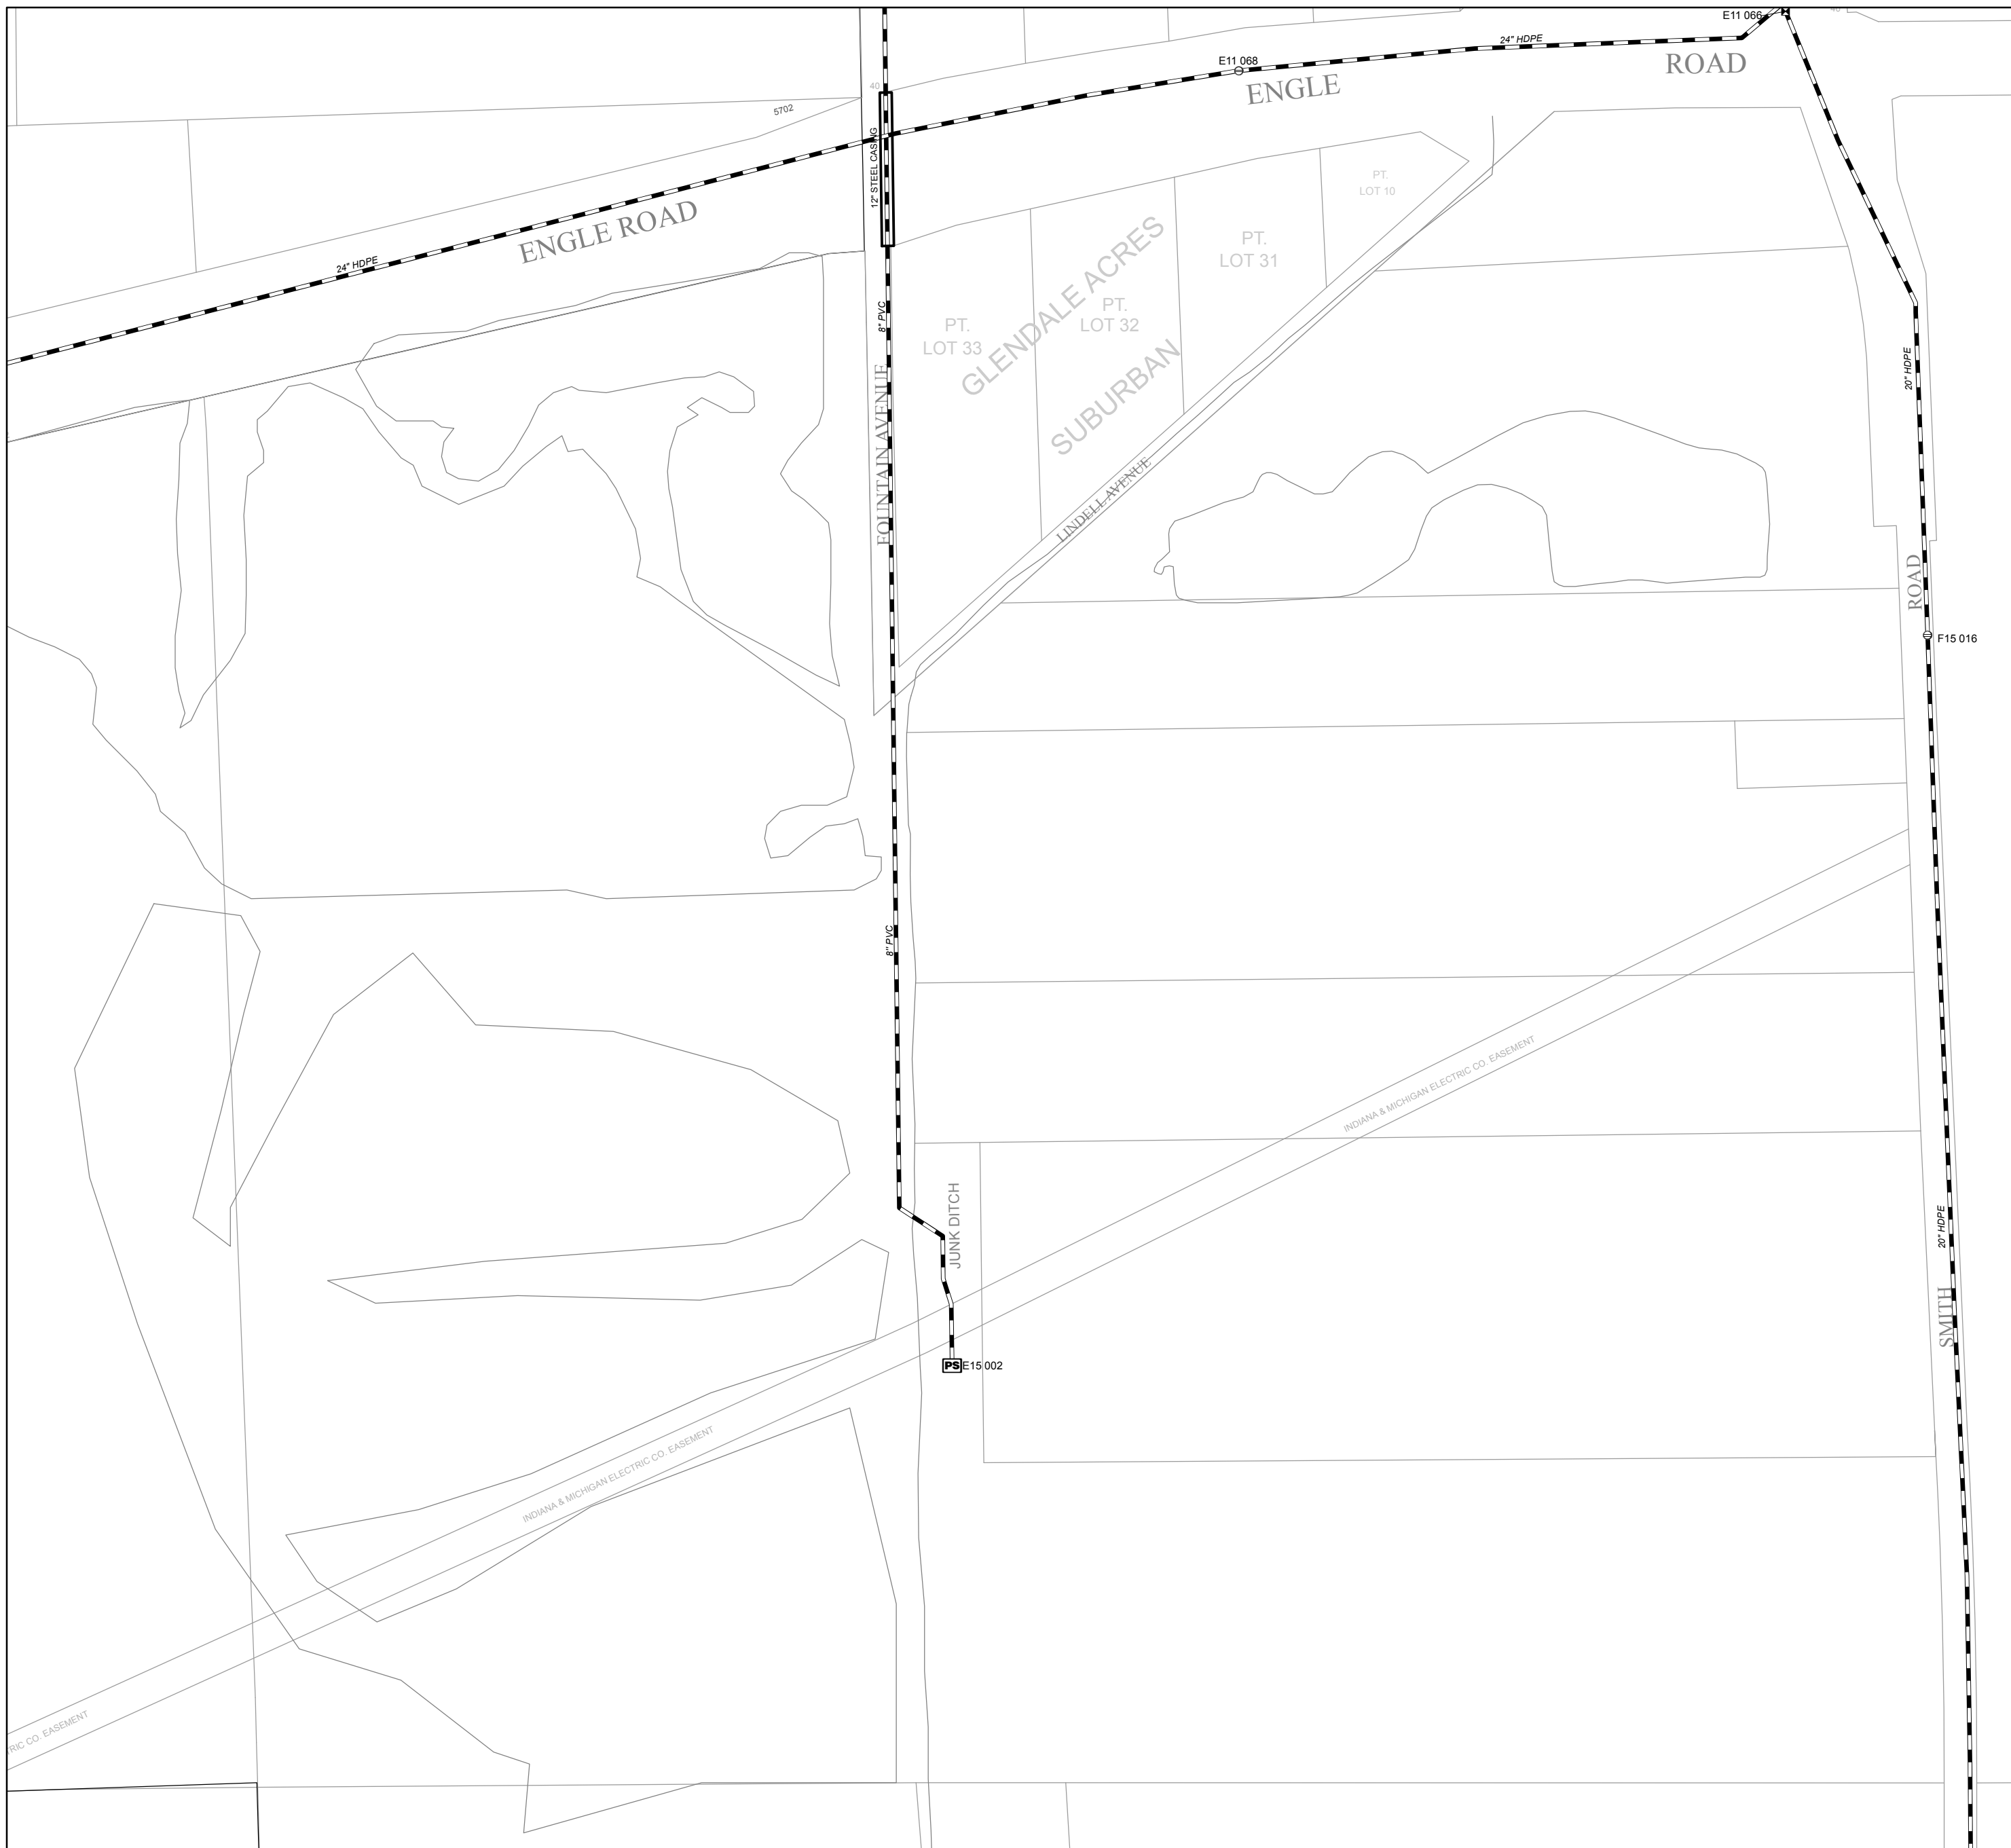 E11 066
40
24" HDPE
ROAD
E11 068
ENGLE
40
5702
12" STEEL CASING
ENGLE ROAD
24" HDPE
PT.
LOT 10
PT.
LOT 31
PT.
LOT 32
PT.
LOT 33
GLENDALE ACRES
SUBURBAN
8" PVC
FOUNTAIN AVENUE
LINDELL AVENUE
20" HDPE
ROAD
F15 016
8" PVC
INDIANA & MICHIGAN ELECTRIC CO. EASEMENT
JUNK DITCH
20" HDPE
SMITH
PS
E15 002
INDIANA & MICHIGAN ELECTRIC CO. EASEMENT
TRIC CO. EASEMENT